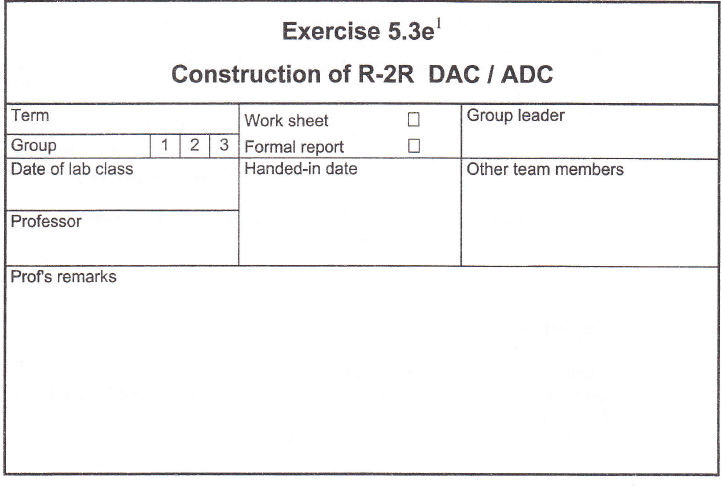 Exercise 5.3e¹
Construction of R-2R DAC / ADC
Term
Group 1 2 3
Work sheet ☐
Formal report ☐
Group leader
Date of lab class
Handed-in date
Other team members
Professor
Prof's remarks